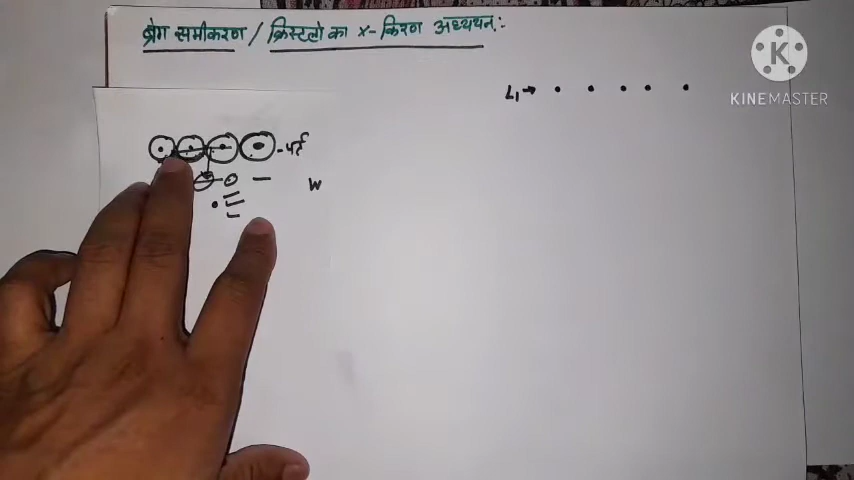 ब्रेग समीकरण / क्रिस्टलो का x-किरण अध्ययन:
L₁→
-पर्त
W
K
KINEMASTER